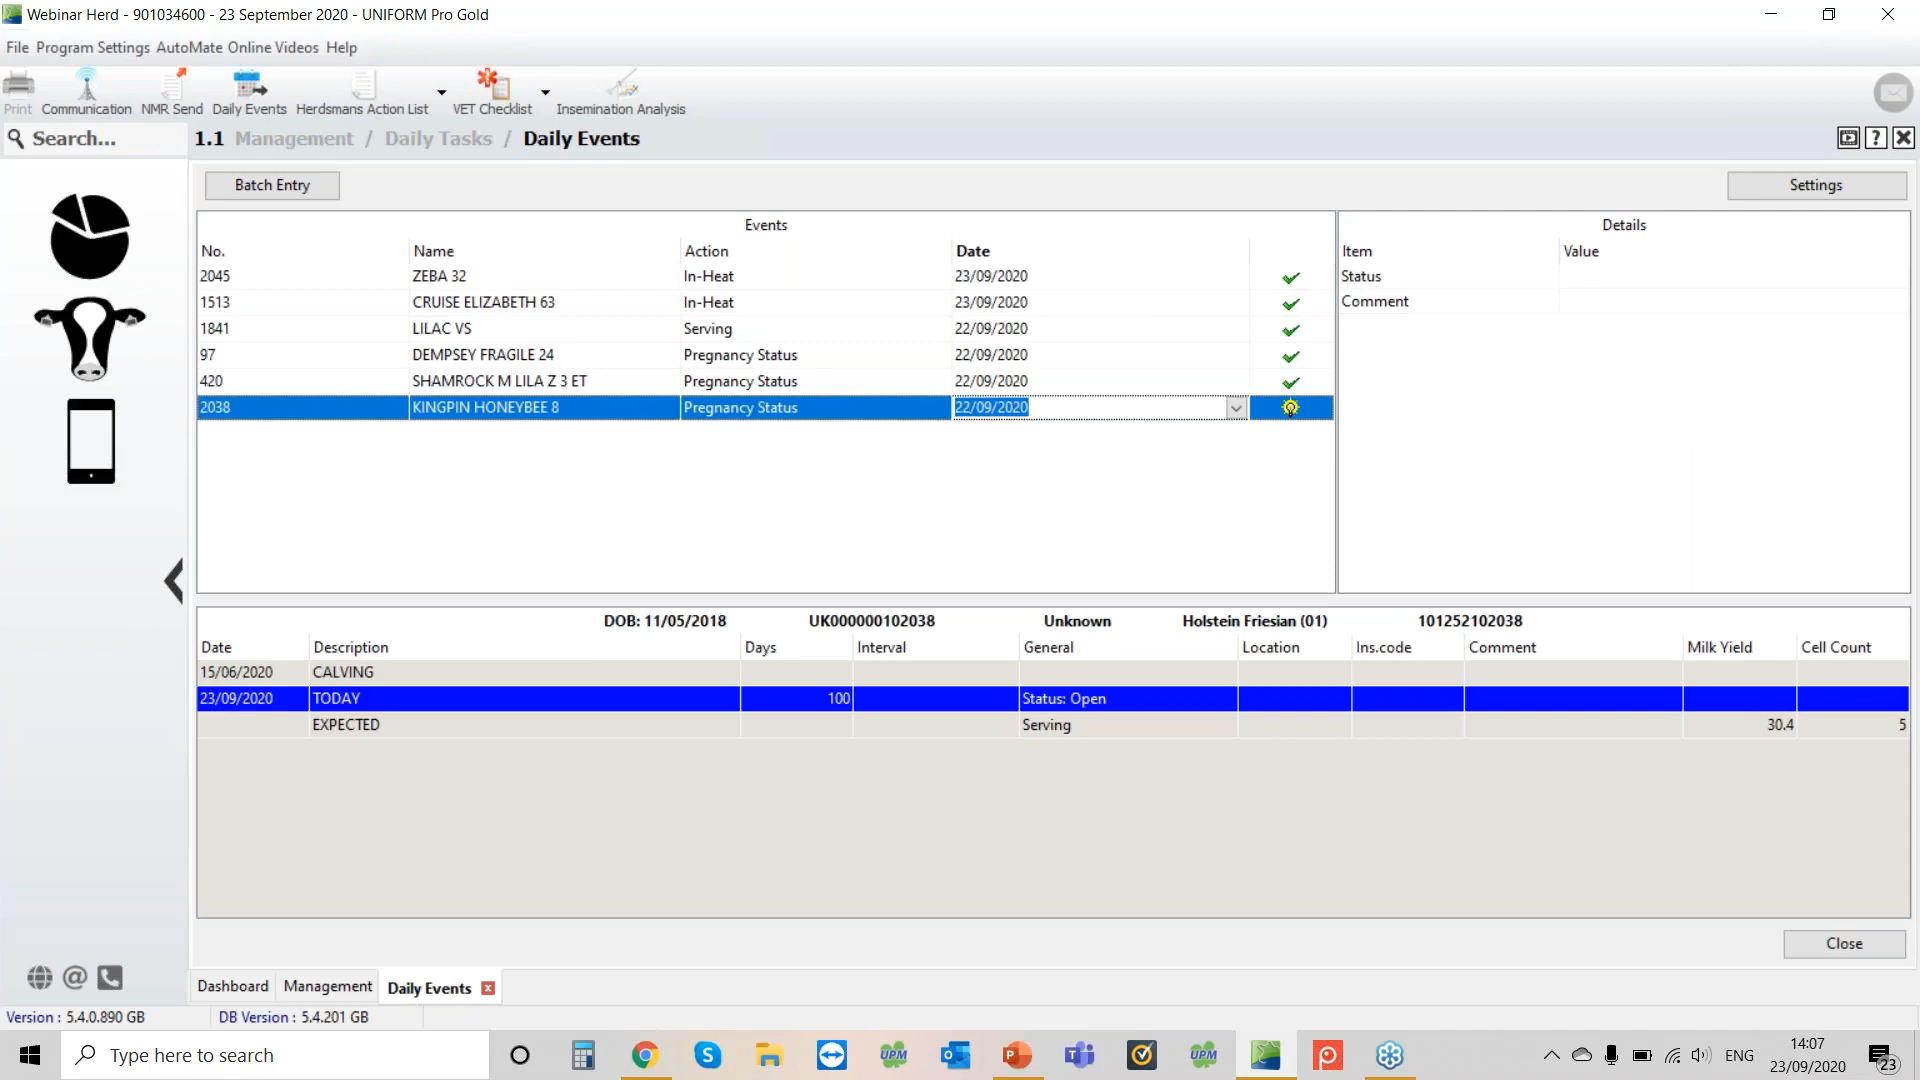 Webinar Herd - 901034600 - 23 September 2020 - UNIFORM Pro Gold
File Program Settings AutoMate Online Videos Help
Print Communication NMR Send Daily Events Herdsmans Action List VET Checklist Insemination Analysis
Search... 1.1 Management / Daily Tasks / Daily Events
Batch Entry Settings
Events Details
No. Name Action Date Item Value
2045 ZEBA 32 In-Heat 23/09/2020 Status
1513 CRUISE ELIZABETH 63 In-Heat 23/09/2020 Comment
1841 LILAC VS Serving 22/09/2020
97 DEMPSEY FRAGILE 24 Pregnancy Status 22/09/2020
420 SHAMROCK M LILA Z 3 ET Pregnancy Status 22/09/2020
2038 KINGPIN HONEYBEE 8 Pregnancy Status 22/09/2020
DOB: 11/05/2018 UK000000102038 Unknown Holstein Friesian (01) 101252102038
Date Description Days Interval General Location Ins.code Comment Milk Yield Cell Count
15/06/2020 CALVING
23/09/2020 TODAY 100 Status: Open
EXPECTED Serving 30.4 5
Close
Dashboard Management Daily Events
Version : 5.4.0.890 GB DB Version : 5.4.201 GB
Type here to search UPM UPM ENG 14:07
23/09/2020 23